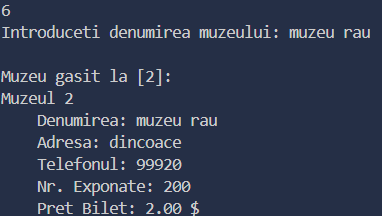 6
Introduceti denumirea muzeului: muzeu rau
Muzeu gasit la [2]:
Muzeul 2
Denumirea: muzeu rau
Adresa: dincoace
Telefonul: 99920
Nr. Exponate: 200
Pret Bilet: 2.00 $